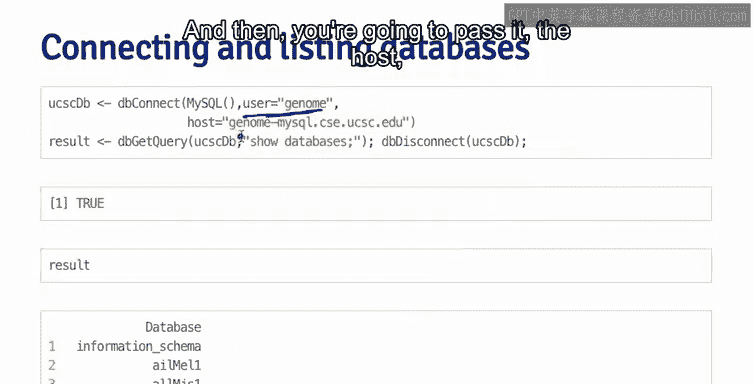 And then, you're going to pass it, the
host,
Connecting and listing databases
ucscDb <- dbConnect(MySQL(),user="genome",
host="genome-mysql.cse.ucsc.edu")
result <- dbGetQuery(ucscDb,"show databases;"); dbDisconnect(ucscDb);
[1] TRUE
result
Database
1 information_schema
2 ailMel1
3 allMis1